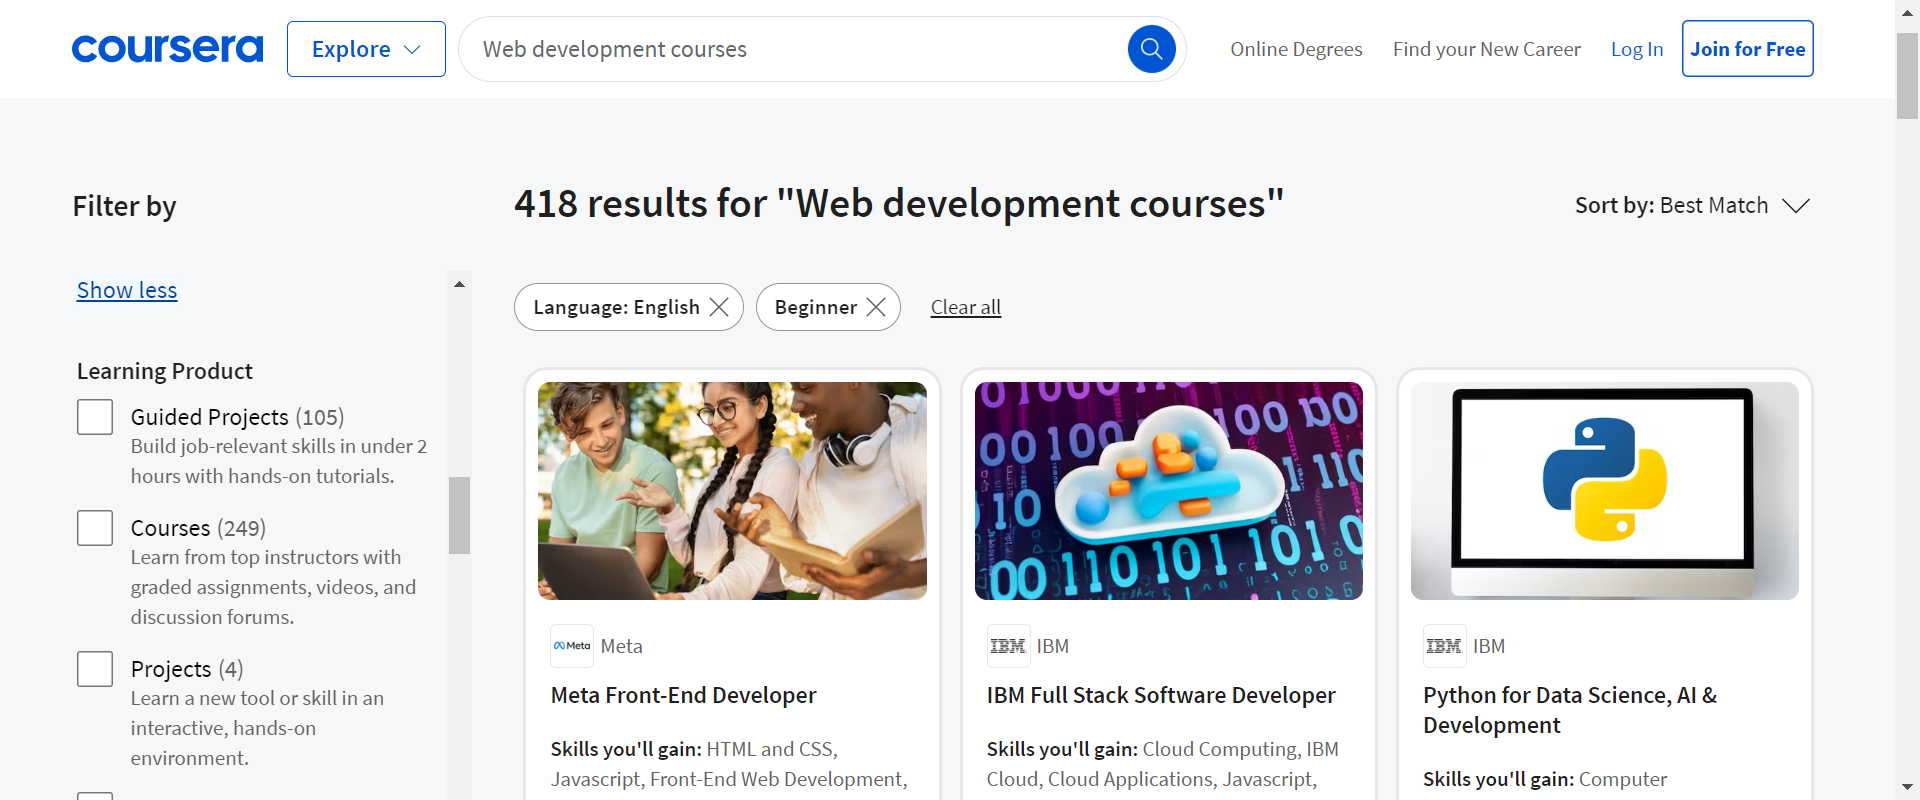 coursera
Explore
Web development courses
Online Degrees
Find your New Career
Log In
Join for Free
Filter by
418 results for "Web development courses"
Sort by: Best Match
Show less
Language: English
Beginner
Clear all
Learning Product
Guided Projects (105)
Build job-relevant skills in under 2
hours with hands-on tutorials.
Courses (249)
Learn from top instructors with
graded assignments, videos, and
discussion forums.
Projects (4)
Learn a new tool or skill in an
interactive, hands-on
environment.
Meta
Meta
Meta Front-End Developer
Skills you'll gain: HTML and CSS,
Javascript, Front-End Web Development,
IBM
IBM
IBM Full Stack Software Developer
Skills you'll gain: Cloud Computing, IBM
Cloud, Cloud Applications, Javascript,
IBM
IBM
Python for Data Science, AI &
Development
Skills you'll gain: Computer